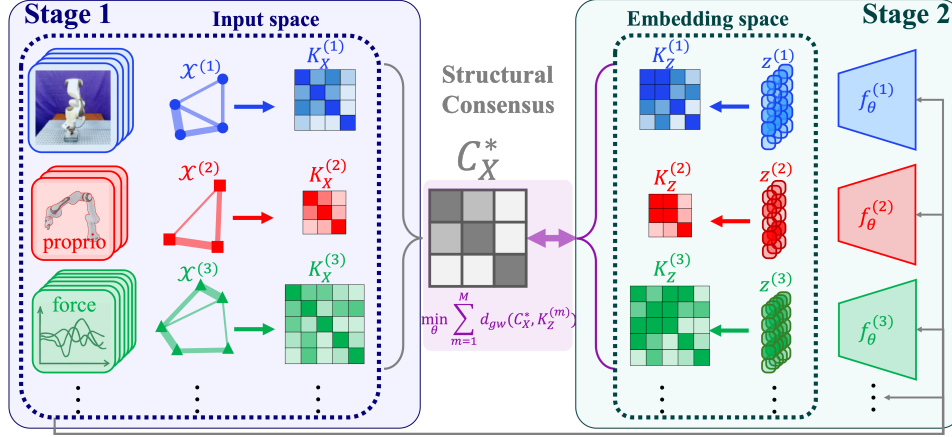 Stage 1
Input space
𝒳^(1)
K_X^(1)
𝒳^(2)
K_X^(2)
proprio
𝒳^(3)
K_X^(3)
force
Structural
Consensus
C_X^*
min_θ ∑_{m=1}^{M} d_{gw}(C_X^*, K_Z^(m))
Embedding space
Stage 2
K_Z^(1)
z^(1)
f_θ^(1)
K_Z^(2)
z^(2)
f_θ^(2)
K_Z^(3)
z^(3)
f_θ^(3)